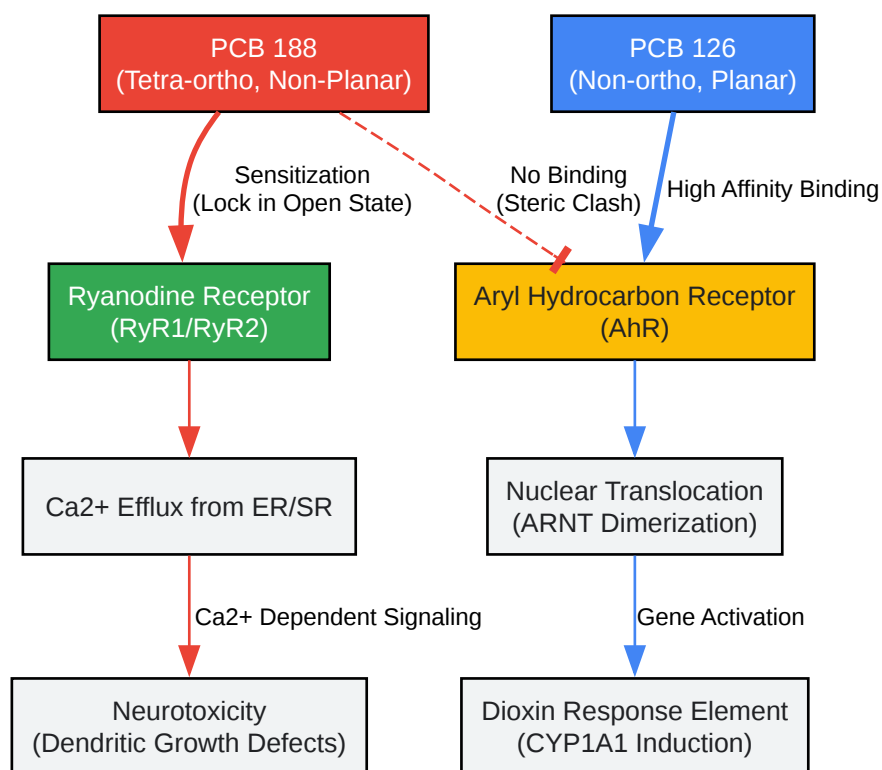 PCB 188
(Tetra-ortho, Non-Planar)
PCB 126
(Non-ortho, Planar)
Sensitization
(Lock in Open State)
No Binding
(Steric Clash)
High Affinity Binding
Ryanodine Receptor
(RyR1/RyR2)
Aryl Hydrocarbon Receptor
(AhR)
Ca2+ Efflux from ER/SR
Nuclear Translocation
(ARNT Dimerization)
Ca2+ Dependent Signaling
Gene Activation
Neurotoxicity
(Dendritic Growth Defects)
Dioxin Response Element
(CYP1A1 Induction)